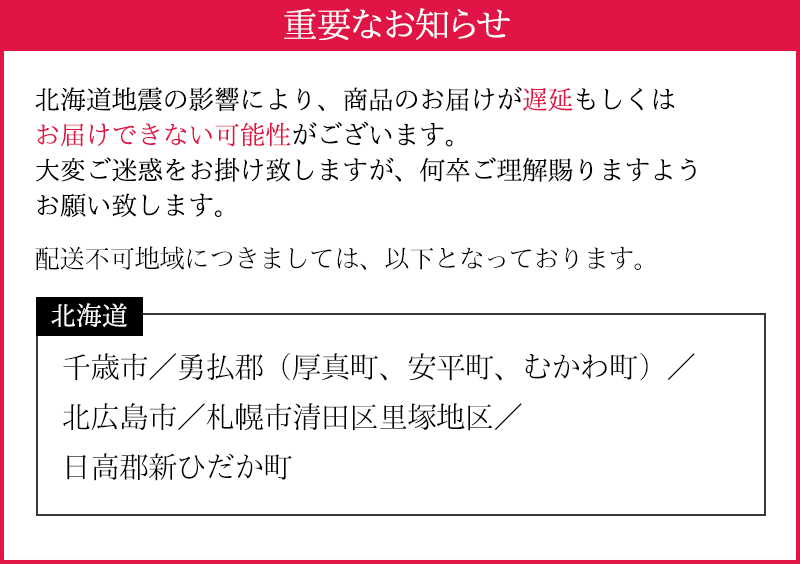 重要なお知らせ
北海道地震の影響により、商品のお届けが遅延もしくは
お届けできない可能性がございます。
大変ご迷惑をお掛け致しますが、何卒ご理解賜りますよう
お願い致します。
配送不可地域につきましては、以下となっております。
北海道
千歳市／勇払郡（厚真町、安平町、むかわ町）／
北広島市／札幌市清田区里塚地区／
日高郡新ひだか町